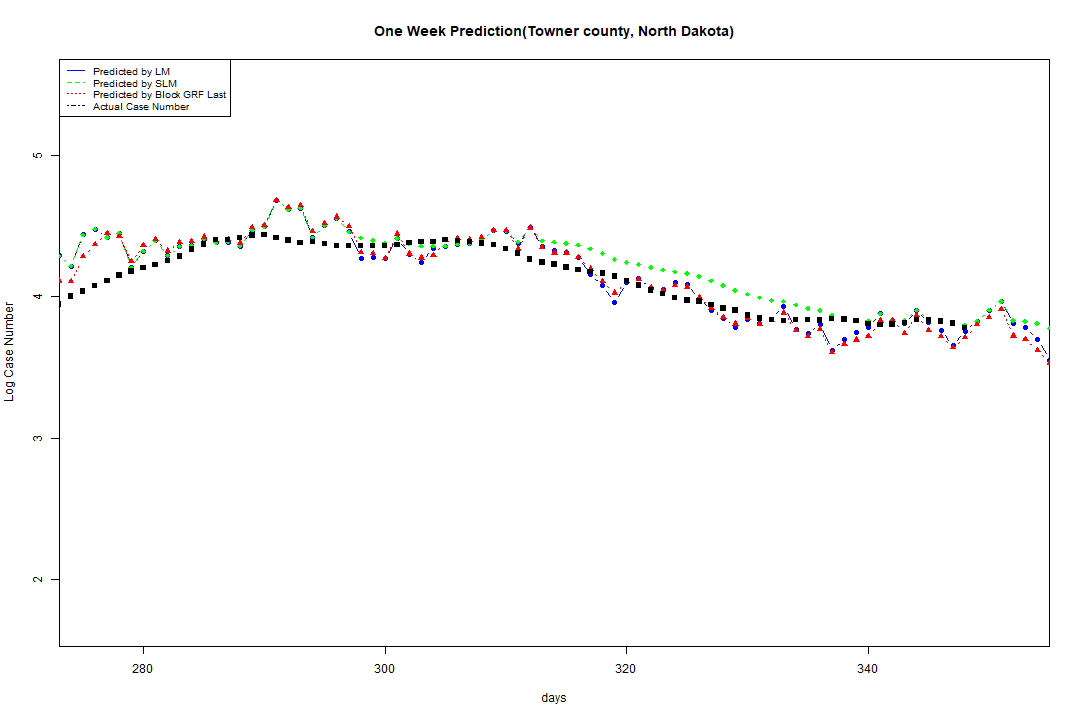 One Week Prediction(Towner county, North Dakota)
Predicted by LM
Predicted by SLM
Predicted by Block GRF Last
Actual Case Number
5
4
3
2
Log Case Number
280 300 320 340
days